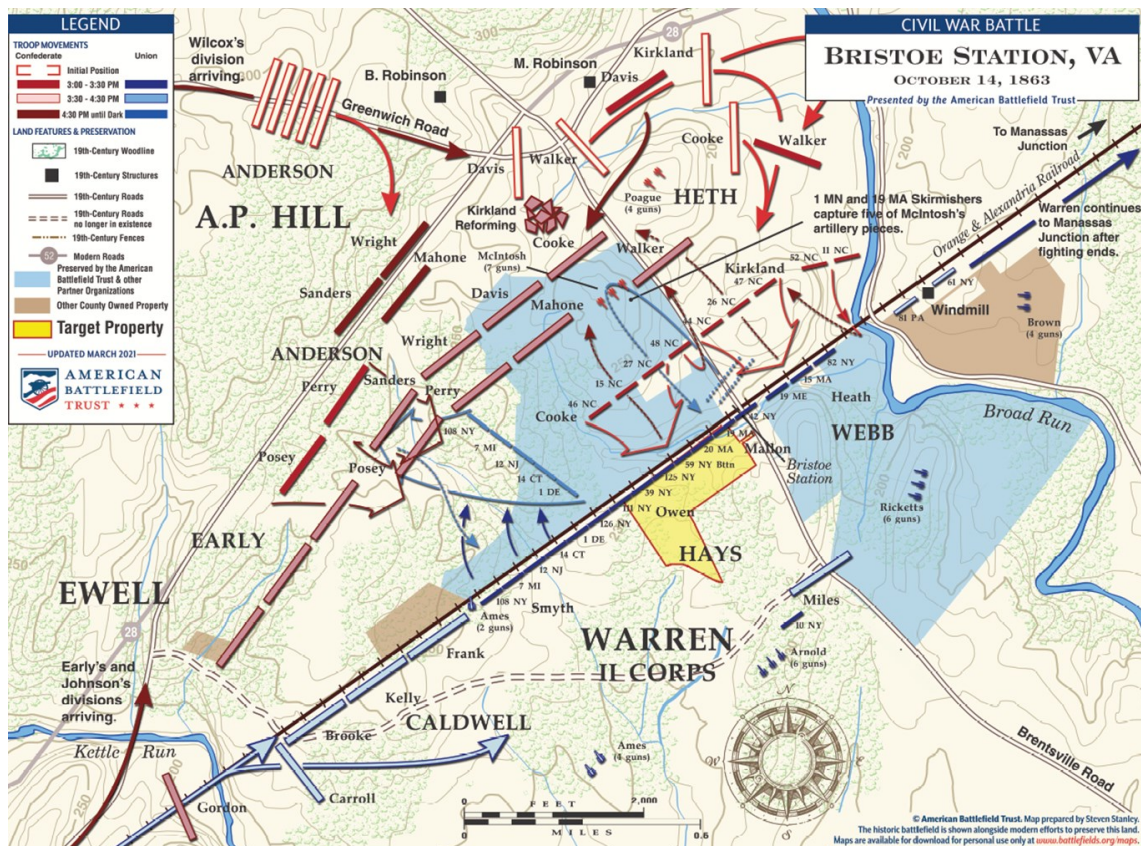 LEGEND
TROOP MOVEMENTS
Confederate Union
Initial Position
3:00 - 3:30 PM
3:30 - 4:30 PM
4:30 PM until Dark
LAND FEATURES & PRESERVATION
19th-Century Woodline
19th-Century Structures
19th-Century Roads
19th-Century Roads
no longer in existence
19th-Century Fences
52 Modern Roads
Preserved by the American
Battlefield Trust & other
Partner Organizations
Other County Owned Property
Target Property
UPDATED MARCH 2021
AMERICAN
BATTLEFIELD
TRUST
CIVIL WAR BATTLE
BRISTOE STATION, VA
OCTOBER 14, 1863
Presented by the American Battlefield Trust
Wilcox's
division
arriving.
300
300
28
B. Robinson
M. Robinson
Kirkland
Davis
Greenwich Road
Cooke
Walker
200
200
To Manassas
Junction
ANDERSON
Davis
Walker
Poague
(4 guns)
HETH
A.P. HILL
Kirkland
Reforming
1 MN and 19 MA Skirmishers
capture five of McIntosh's
artillery pieces.
Orange & Alexandria Railroad
Warren continues
to Manassas
Junction after
fighting ends.
Wright
Cooke
Walker
Mahone
McIntosh
(7 guns)
Kirkland
52 NC
11 NC
47 NC
26 NC
44 NC
Sanders
Davis
Mahone
61 NY
81 PA
Windmill
Brown
(4 guns)
ANDERSON
Wright
48 NC
27 NC
15 NC
46 NC
Cooke
82 NY
15 MA
19 ME
Heath
42 NY
Perry
Sanders
Perry
WEBB
Broad Run
108 NY
7 MI
12 NJ
14 CT
1 DE
19 MA
Mallon
20 MA
59 NY Bttn
125 NY
39 NY
111 NY
126 NY
1 DE
14 CT
12 NJ
7 MI
108 NY
Bristoe
Station
200
Ricketts
(6 guns)
Posey
Posey
Owen
HAYS
EARLY
EWELL
Smyth
Ames
(2 guns)
Miles
10 NY
28
WARREN
II CORPS
Arnold
(6 guns)
Early's and
Johnson's
divisions
arriving.
Frank
Kelly
CALDWELL
Brooke
Kettle Run
Ames
(4 guns)
N
W
E
S
Brentsville Road
Carroll
Gordon
250
0 FEET 2,000
0 MILES 0.5
© American Battlefield Trust. Map prepared by Steven Stanley.
The historic battlefield is shown alongside modern efforts to preserve this land.
Maps are available for download for personal use only at www.battlefields.org/maps.